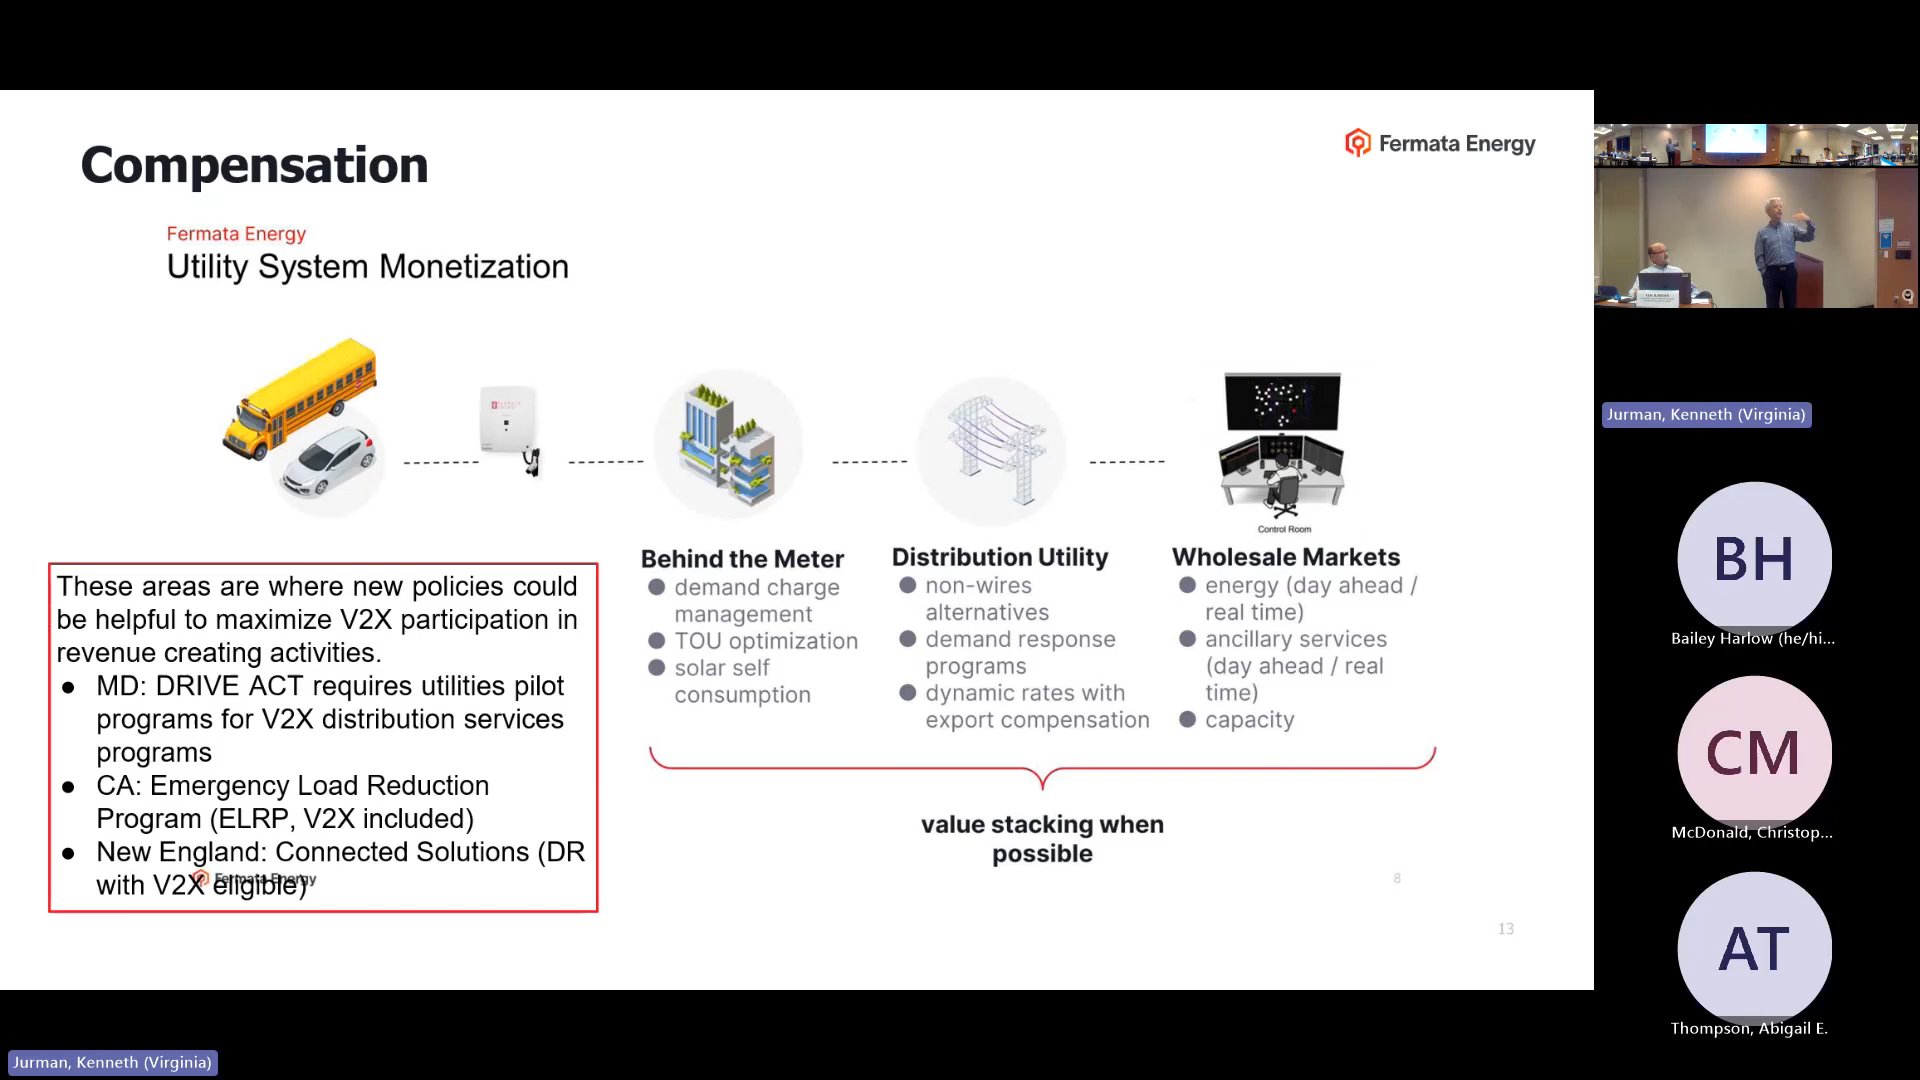 Compensation
Fermata Energy
Fermata Energy
Utility System Monetization
Control Room
Behind the Meter
● demand charge
management
● TOU optimization
● solar self
consumption
Distribution Utility
● non-wires
alternatives
● demand response
programs
● dynamic rates with
export compensation
Wholesale Markets
● energy (day ahead /
real time)
● ancillary services
(day ahead / real
time)
● capacity
These areas are where new policies could
be helpful to maximize V2X participation in
revenue creating activities.
● MD: DRIVE ACT requires utilities pilot
programs for V2X distribution services
programs
● CA: Emergency Load Reduction
Program (ELRP, V2X included)
● New England: Connected Solutions (DR
with V2X eligible)
Fermata Energy
value stacking when
possible
8
13
Jurman, Kenneth (Virginia)
BH
Bailey Harlow (he/hi...
CM
McDonald, Christop...
AT
Thompson, Abigail E.
Jurman, Kenneth (Virginia)